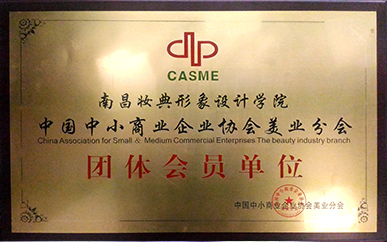 CASME
南昌妆典形象设计学院
中国中小商业企业协会美业分会
China Association for Small & Medium Commercial Enterprises The beauty industry branch
团体会员单位
中国中小商业企业协会美业分会